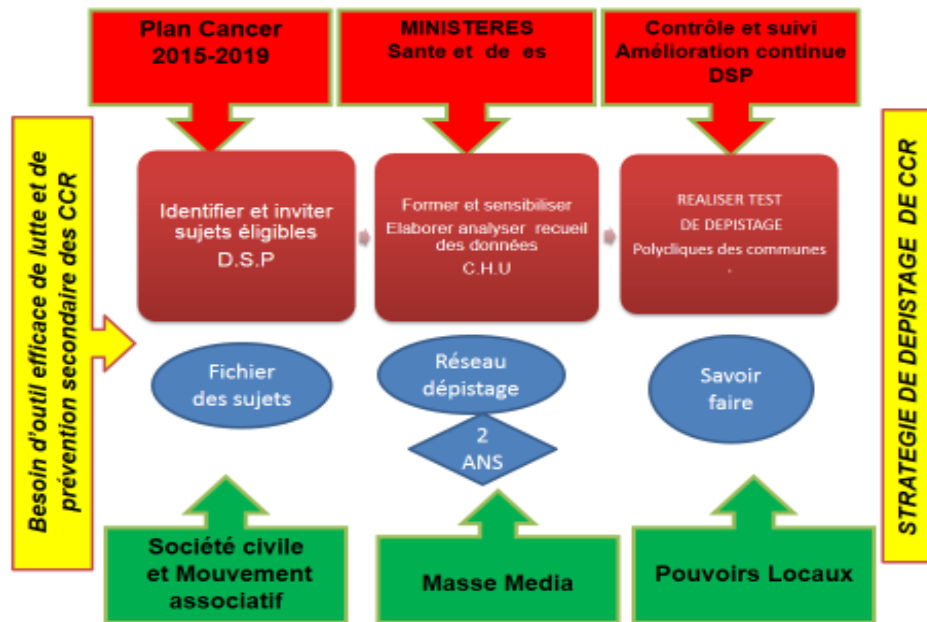 Plan Cancer
2015-2019
MINISTERES
Sante et de es
Contrôle et suivi
Amélioration continue
DSP
Besoin d'outil efficace de lutte et de
prévention secondaire des CCR
Identifier et inviter
sujets éligibles
D.S.P
Former et sensibiliser
Elaborer analyser recueil
des données
C.H.U
REALISER TEST
DE DEPISTAGE
Polycliques des communes
.
Fichier
des sujets
Réseau
dépistage
2
ANS
Savoir
faire
Société civile
et Mouvement
associatif
Masse Media
Pouvoirs Locaux
STRATEGIE DE DEPISTAGE DE CCR